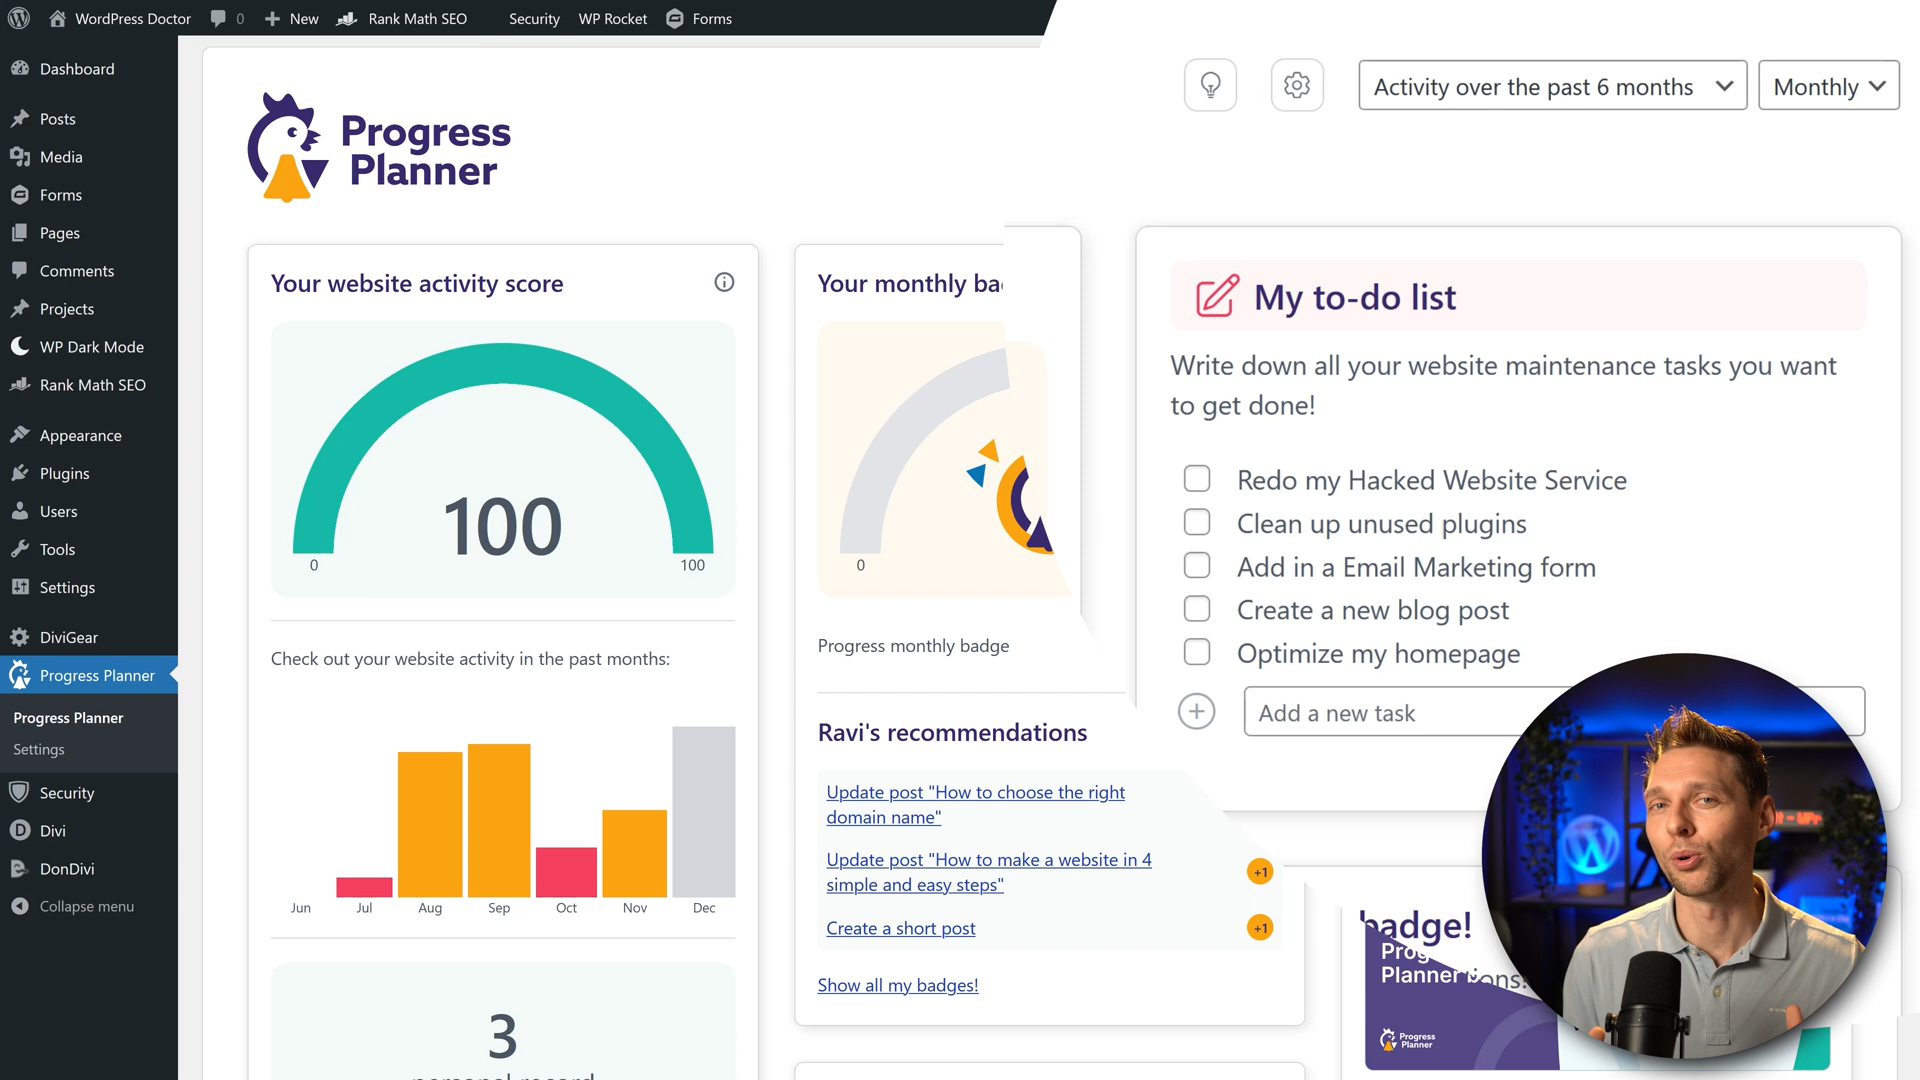 WordPress Doctor
0
New
Rank Math SEO
Security
WP Rocket
Forms
Dashboard
Posts
Media
Forms
Pages
Comments
Projects
WP Dark Mode
Rank Math SEO
Appearance
Plugins
Users
Tools
Settings
DiviGear
Progress Planner
Progress Planner
Settings
Security
Divi
DonDivi
Collapse menu
Progress
Planner
Activity over the past 6 months
Monthly
Your website activity score
100
0
100
Check out your website activity in the past months:
Jun
Jul
Aug
Sep
Oct
Nov
Dec
3
personal record
Your monthly ba
0
Progress monthly badge
Ravi's recommendations
Update post "How to choose the right
domain name"
Update post "How to make a website in 4
simple and easy steps"
+1
Create a short post
+1
Show all my badges!
My to-do list
Write down all your website maintenance tasks you want
to get done!
Redo my Hacked Website Service
Clean up unused plugins
Add in a Email Marketing form
Create a new blog post
Optimize my homepage
Add a new task
badge!
Prog
Planner
ons!
Progress
Planner